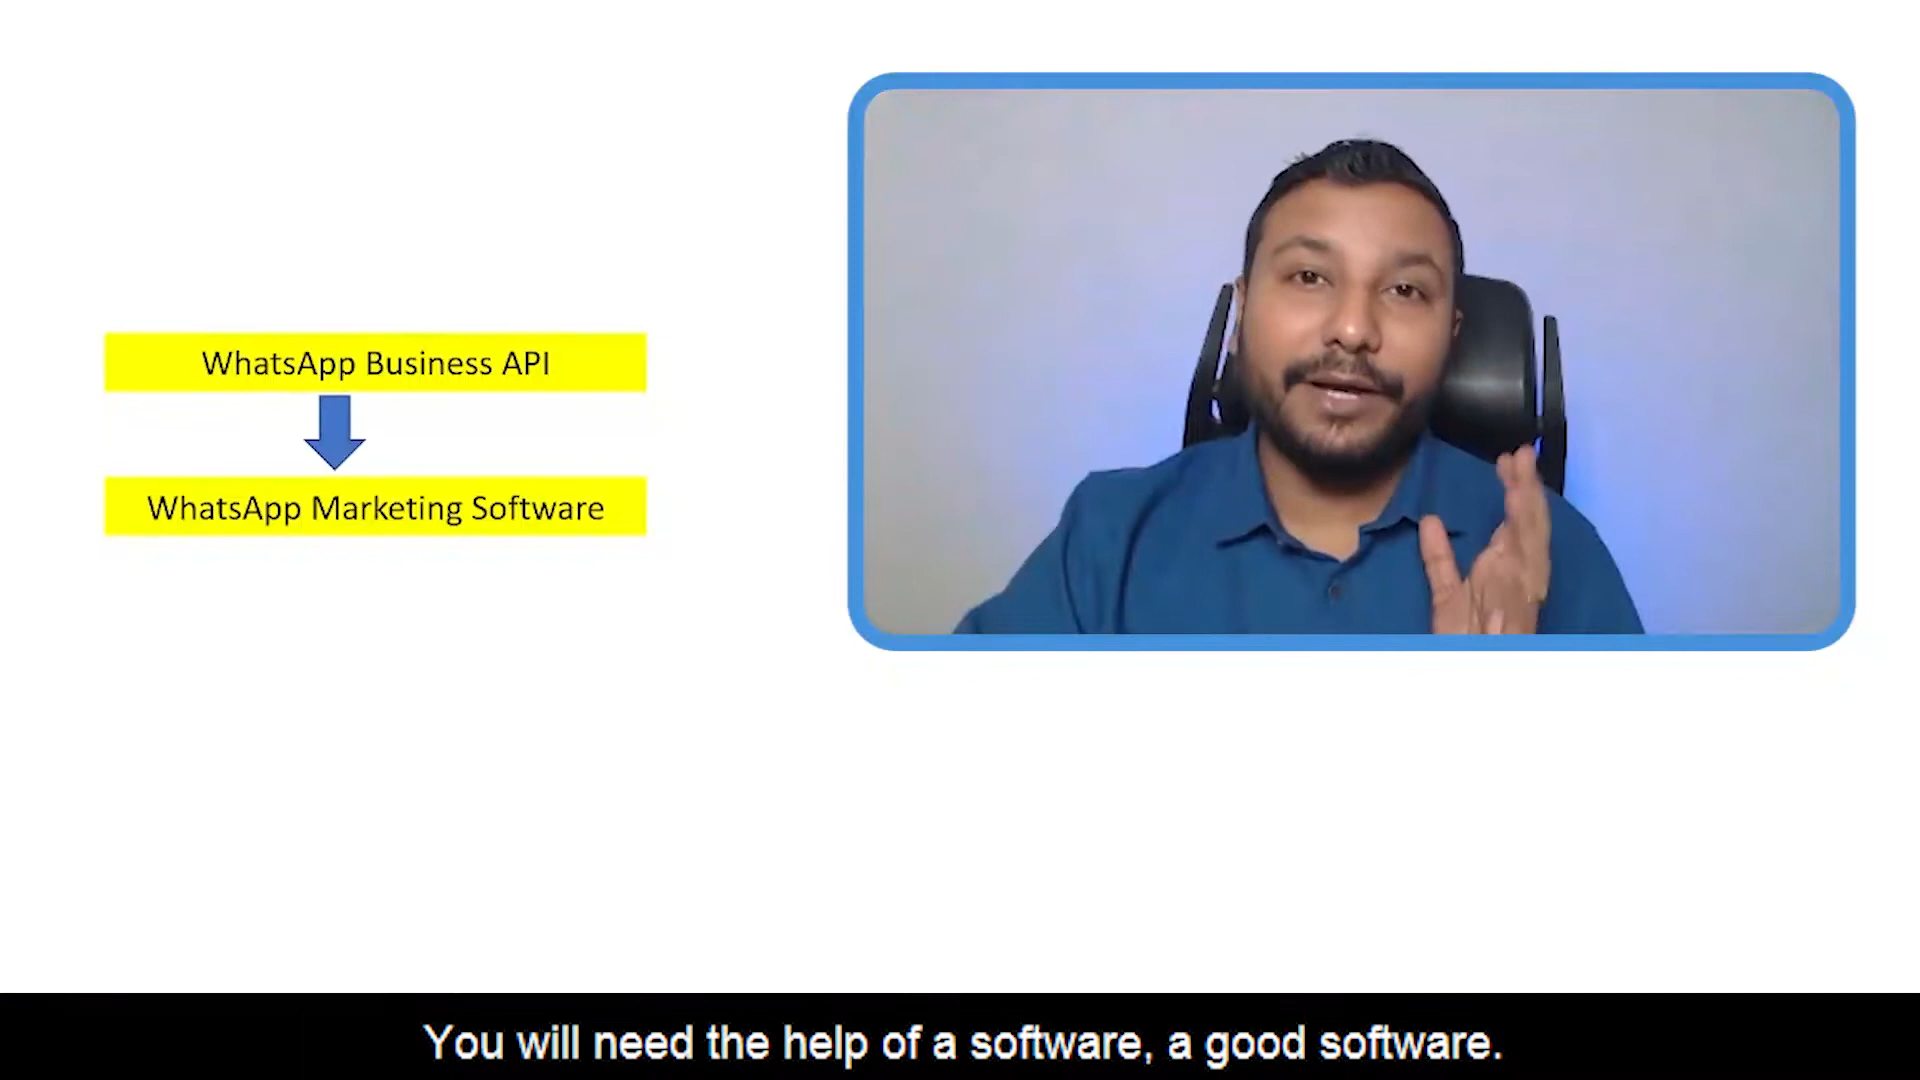 WhatsApp Business API
WhatsApp Marketing Software
You will need the help of a software, a good software.